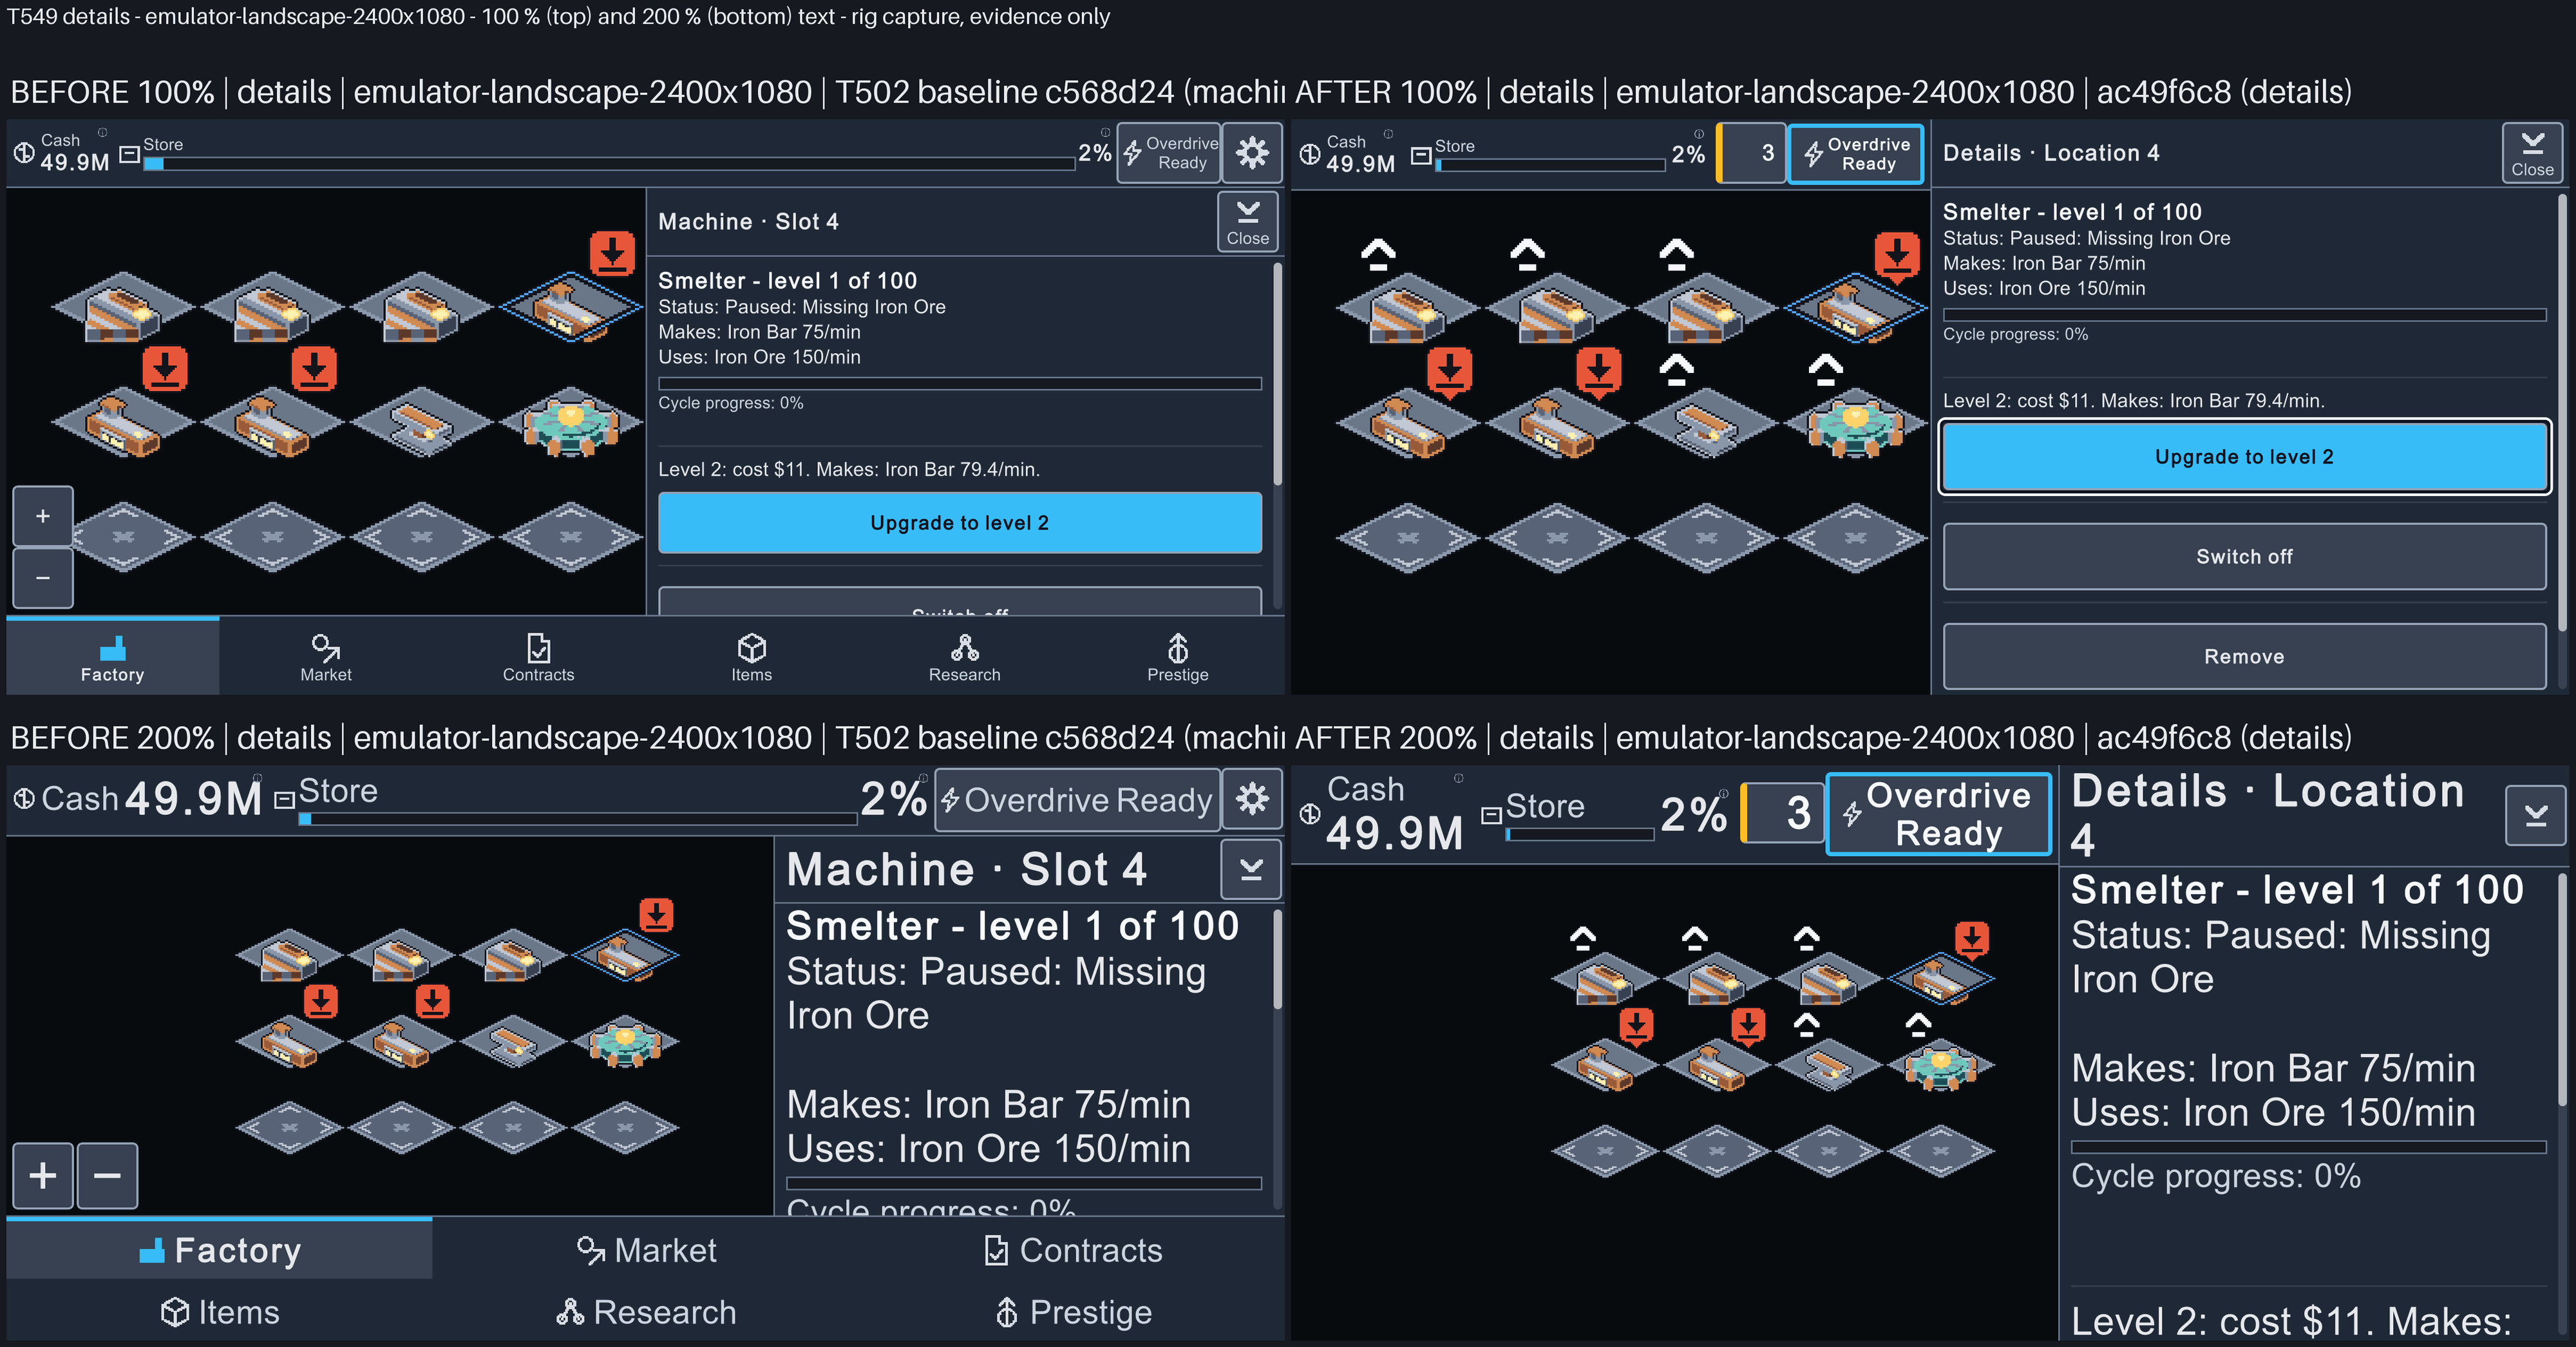 T549 details - emulator-landscape-2400x1080 - 100 % (top) and 200 % (bottom) text - rig capture, evidence only
BEFORE 100% | details | emulator-landscape-2400x1080 | T502 baseline c568d24 (machin
Cash
49.9M
Store
2%
Overdrive
Ready
Machine · Slot 4
Close
Smelter - level 1 of 100
Status: Paused: Missing Iron Ore
Makes: Iron Bar 75/min
Uses: Iron Ore 150/min
Cycle progress: 0%
Level 2: cost $11. Makes: Iron Bar 79.4/min.
Upgrade to level 2
Switch off
+
−
Factory
Market
Contracts
Items
Research
Prestige
AFTER 100% | details | emulator-landscape-2400x1080 | ac49f6c8 (details)
Cash
49.9M
Store
2%
3
Overdrive
Ready
Details · Location 4
Close
Smelter - level 1 of 100
Status: Paused: Missing Iron Ore
Makes: Iron Bar 75/min
Uses: Iron Ore 150/min
Cycle progress: 0%
Level 2: cost $11. Makes: Iron Bar 79.4/min.
Upgrade to level 2
Switch off
Remove
BEFORE 200% | details | emulator-landscape-2400x1080 | T502 baseline c568d24 (machin
Cash 49.9M
Store
2%
Overdrive Ready
Machine · Slot 4
Smelter - level 1 of 100
Status: Paused: Missing
Iron Ore
Makes: Iron Bar 75/min
Uses: Iron Ore 150/min
Cycle progress: 0%
+ −
Factory
Market
Contracts
Items
Research
Prestige
AFTER 200% | details | emulator-landscape-2400x1080 | ac49f6c8 (details)
Cash
49.9M
Store
2%
3
Overdrive
Ready
Details · Location
4
Smelter - level 1 of 100
Status: Paused: Missing
Iron Ore
Makes: Iron Bar 75/min
Uses: Iron Ore 150/min
Cycle progress: 0%
Level 2: cost $11. Makes: